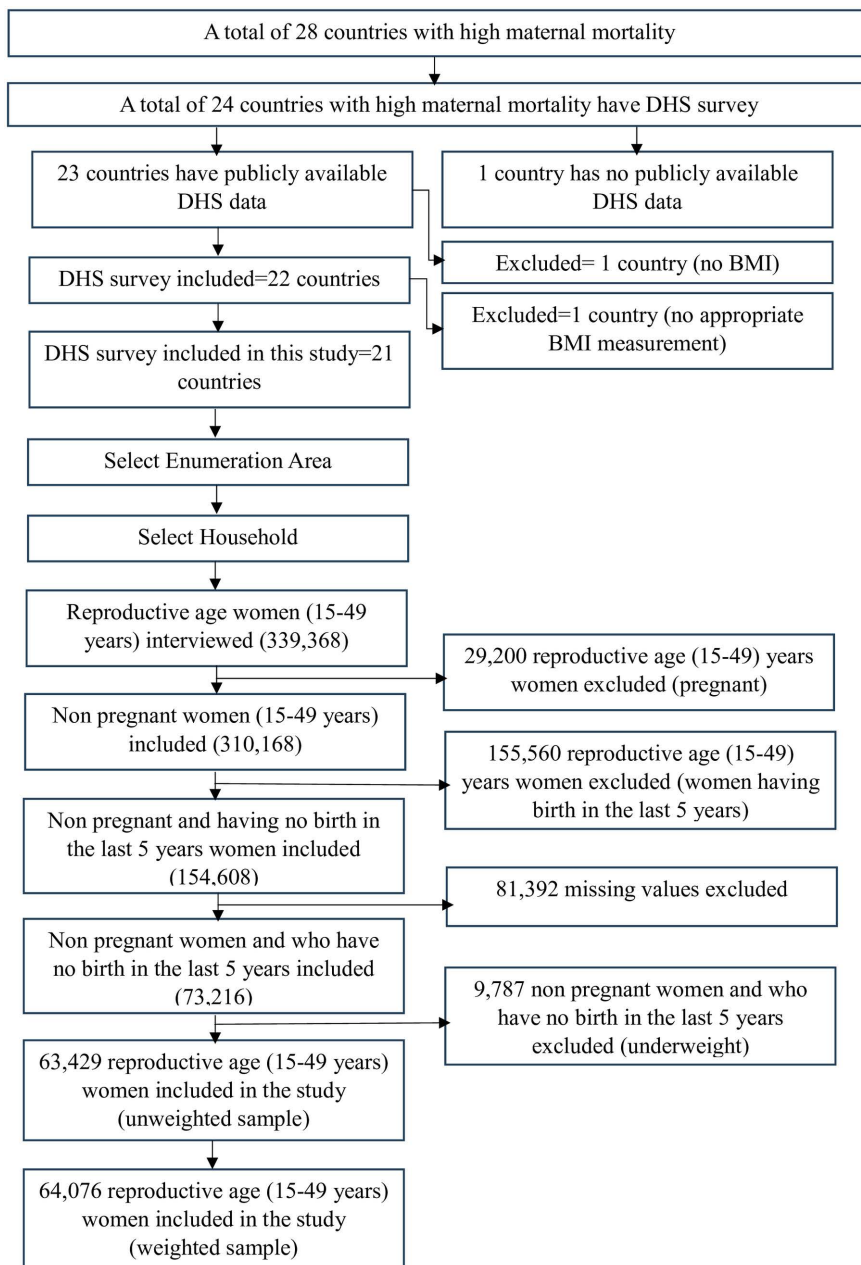 A total of 28 countries with high maternal mortality
A total of 24 countries with high maternal mortality have DHS survey
23 countries have publicly available
DHS data
1 country has no publicly available
DHS data
Excluded= 1 country (no BMI)
DHS survey included=22 countries
Excluded=1 country (no appropriate
BMI measurement)
DHS survey included in this study=21
countries
Select Enumeration Area
Select Household
Reproductive age women (15-49
years) interviewed (339,368)
29,200 reproductive age (15-49) years
women excluded (pregnant)
Non pregnant women (15-49 years)
included (310,168)
155,560 reproductive age (15-49)
years women excluded (women having
birth in the last 5 years)
Non pregnant and having no birth in
the last 5 years women included
(154,608)
81,392 missing values excluded
Non pregnant women and who have
no birth in the last 5 years included
(73,216)
9,787 non pregnant women and who
have no birth in the last 5 years
excluded (underweight)
63,429 reproductive age (15-49 years)
women included in the study
(unweighted sample)
64,076 reproductive age (15-49 years)
women included in the study
(weighted sample)